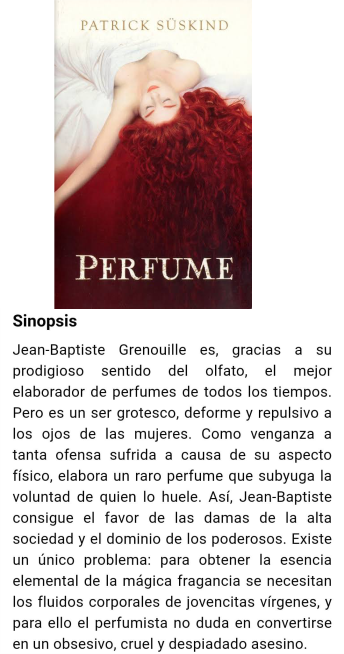 PATRICK SÜSKIND
PERFUME
Sinopsis
Jean-Baptiste Grenouille es, gracias a su
prodigioso sentido del olfato, el mejor
elaborador de perfumes de todos los tiempos.
Pero es un ser grotesco, deforme y repulsivo a
los ojos de las mujeres. Como venganza a
tanta ofensa sufrida a causa de su aspecto
físico, elabora un raro perfume que subyuga la
voluntad de quien lo huele. Así, Jean-Baptiste
consigue el favor de las damas de la alta
sociedad y el dominio de los poderosos. Existe
un único problema: para obtener la esencia
elemental de la mágica fragancia se necesitan
los fluidos corporales de jovencitas vírgenes, y
para ello el perfumista no duda en convertirse
en un obsesivo, cruel y despiadado asesino.